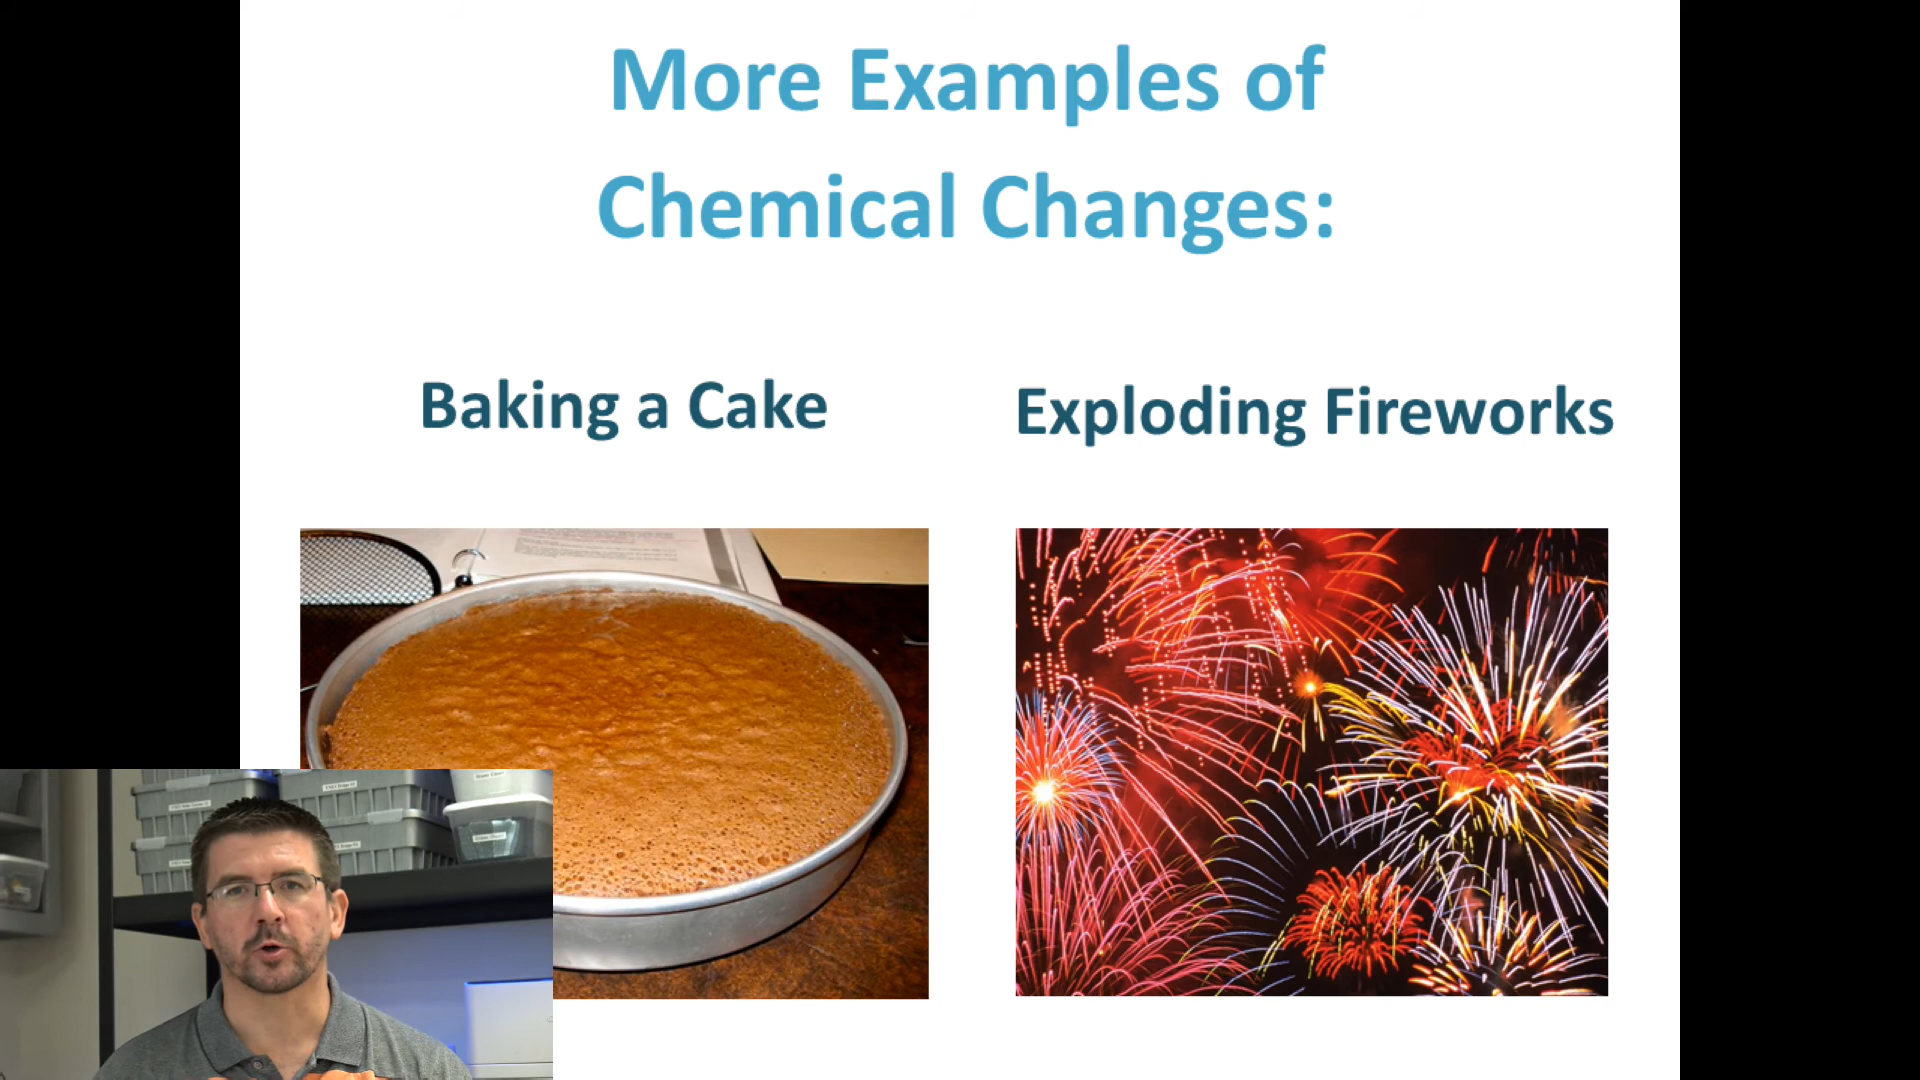 More Examples of
Chemical Changes:
Baking a Cake
Exploding Fireworks